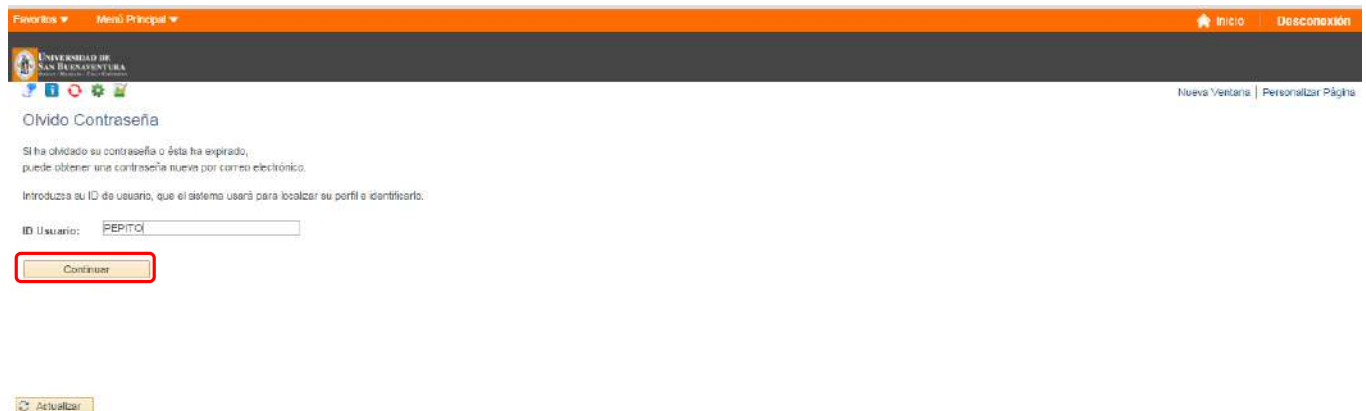 Favoritos Menú Principal Inicio Desconexión
UNIVERSIDAD DE
SAN BUENAVENTURA
Nueva Ventana | Personalizar Página
Olvido Contraseña
Si ha olvidado su contraseña o ésta ha expirado,
puede obtener una contraseña nueva por correo electrónico.
Introduzca su ID de usuario, que el sistema usará para localizar su perfil e identificarlo.
ID Usuario: PEPITO
Continuar
Actualizar